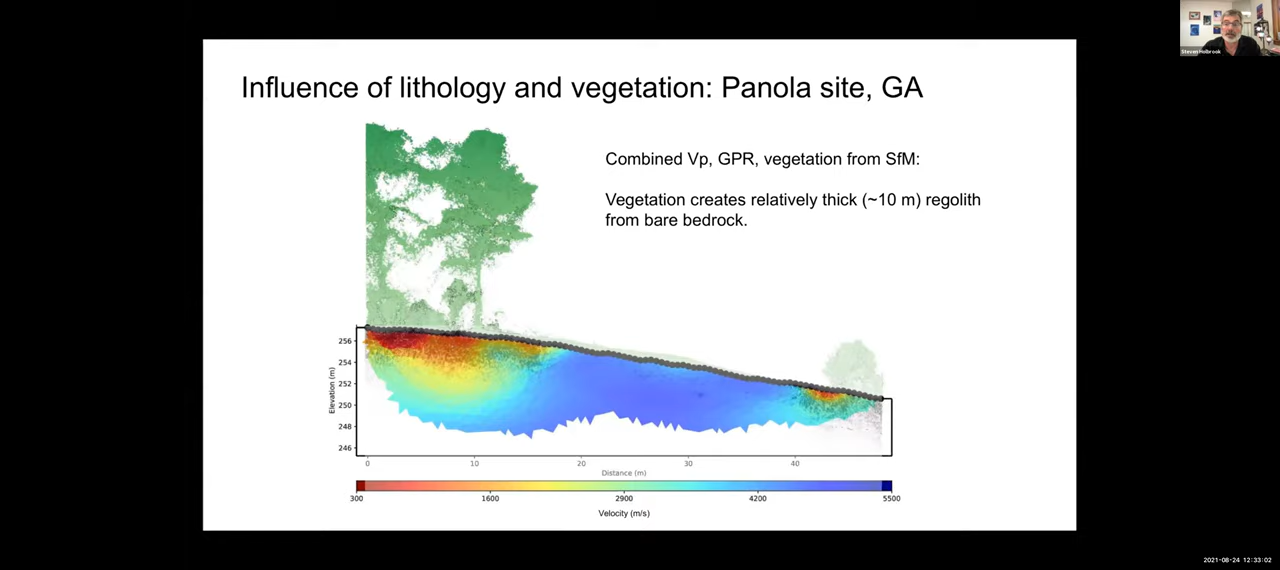 Steven Holbrook
Influence of lithology and vegetation: Panola site, GA
Combined Vp, GPR, vegetation from SfM:
Vegetation creates relatively thick (~10 m) regolith
from bare bedrock.
256
254
252
250
248
246
Elevation (m)
0 10 20 30 40
Distance (m)
300 1600 2900 4200 5500
Velocity (m/s)
2021-08-24 12:33:02